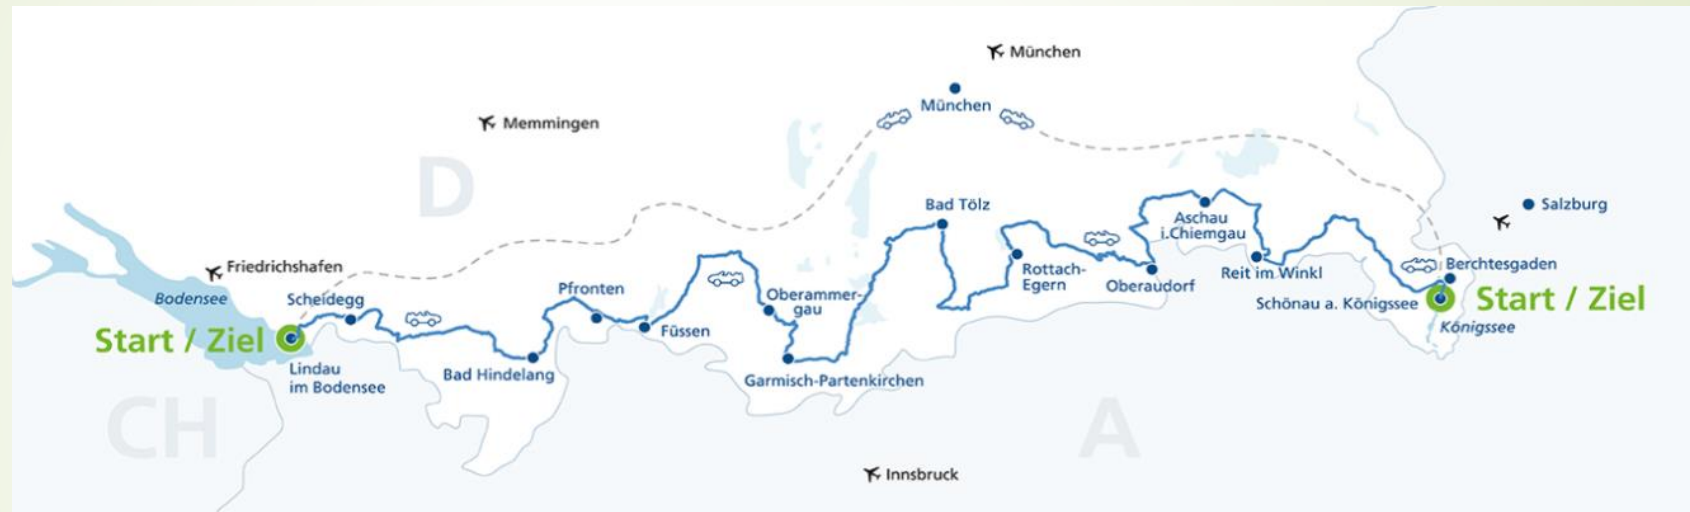 München
München
Memmingen
D
Bad Tölz
Salzburg
Aschau
i.Chiemgau
Friedrichshafen
Bodensee
Scheidegg
Pfronten
Oberammer-
gau
Rottach-
Egern
Oberaudorf
Reit im Winkl
Berchtesgaden
Schönau a. Königssee
Start / Ziel
Königssee
Start / Ziel
Füssen
Lindau
im Bodensee
Bad Hindelang
Garmisch-Partenkirchen
CH
A
Innsbruck